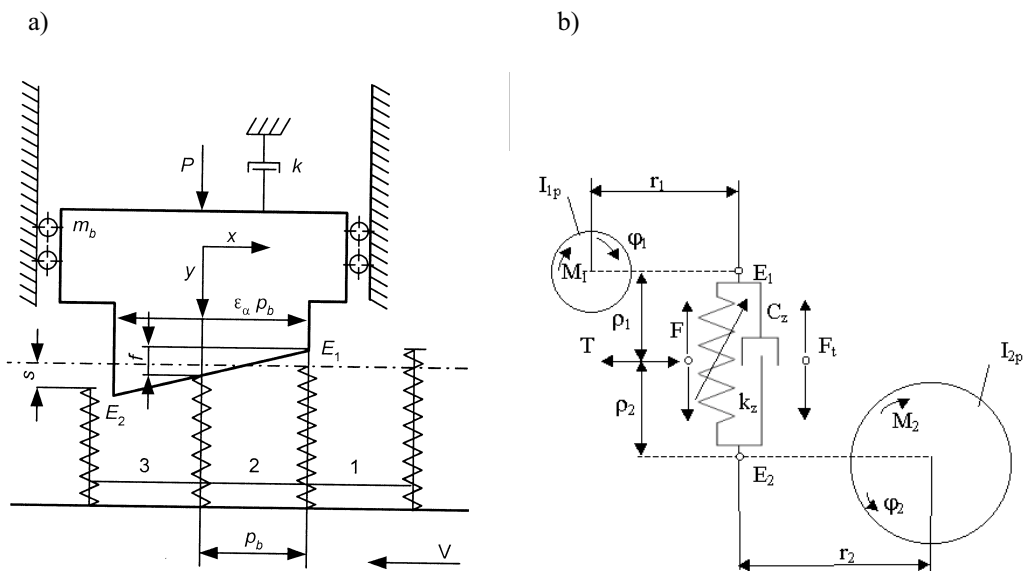 a)
b)
P
k
m_b
x
y
ε_α p_b
f
s
E_1
E_2
3
2
1
p_b
V
I_1p
r_1
φ_1
M_1
E_1
ρ_1
C_z
F
T
F_t
ρ_2
k_z
E_2
I_2p
M_2
φ_2
r_2